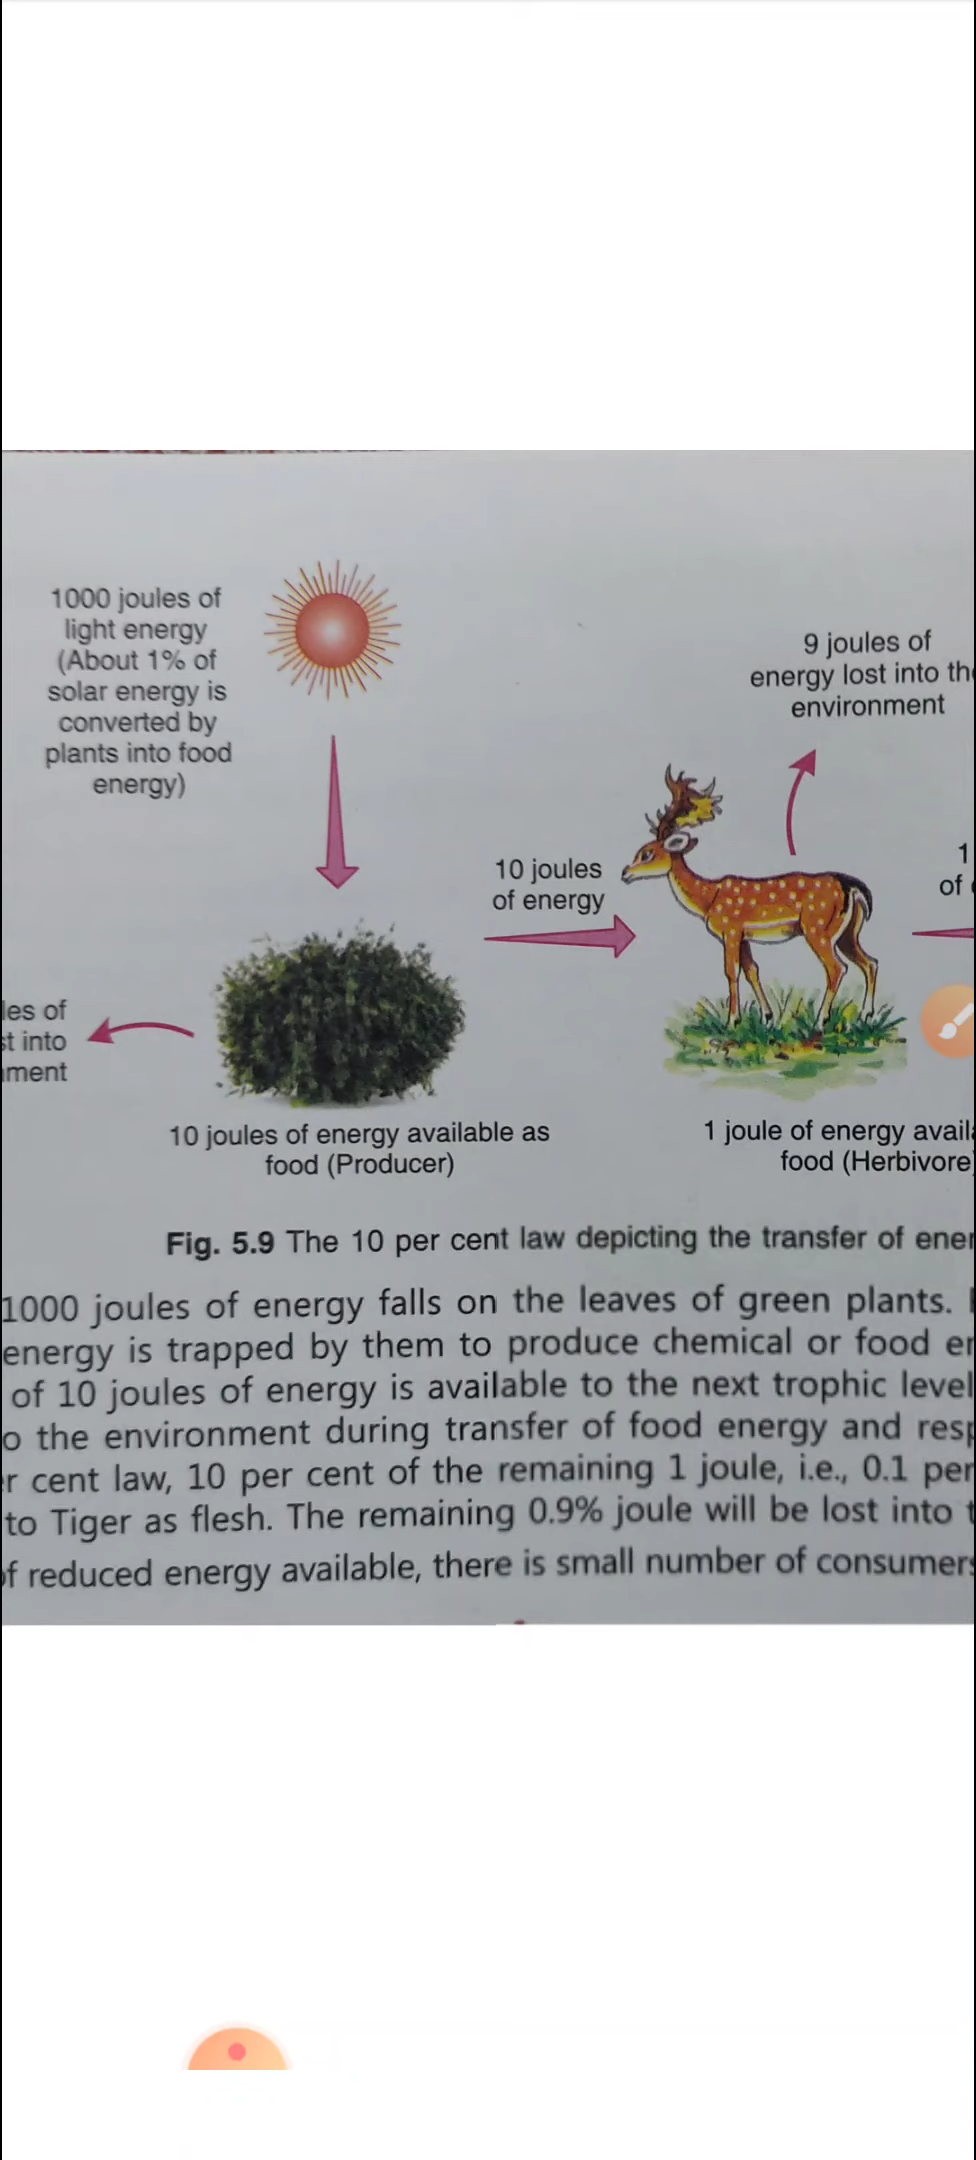 1000 joules of
light energy
(About 1% of
solar energy is
converted by
plants into food
energy)
9 joules of
energy lost into
environment
10 joules
of energy
1
of
of
into
10 joules of energy available as
food (Producer)
1 joule of energy
food (Herbivore)
Fig. 5.9 The 10 per cent law depicting the transfer of
1000 joules of energy falls on the leaves of green plants.
energy is trapped by them to produce chemical or food
of 10 joules of energy is available to the next trophic level
the environment during transfer of food energy and
cent law, 10 per cent of the remaining 1 joule, i.e., 0.1 per
to Tiger as flesh. The remaining 0.9% joule will be lost into
of reduced energy available, there is small number of consumers